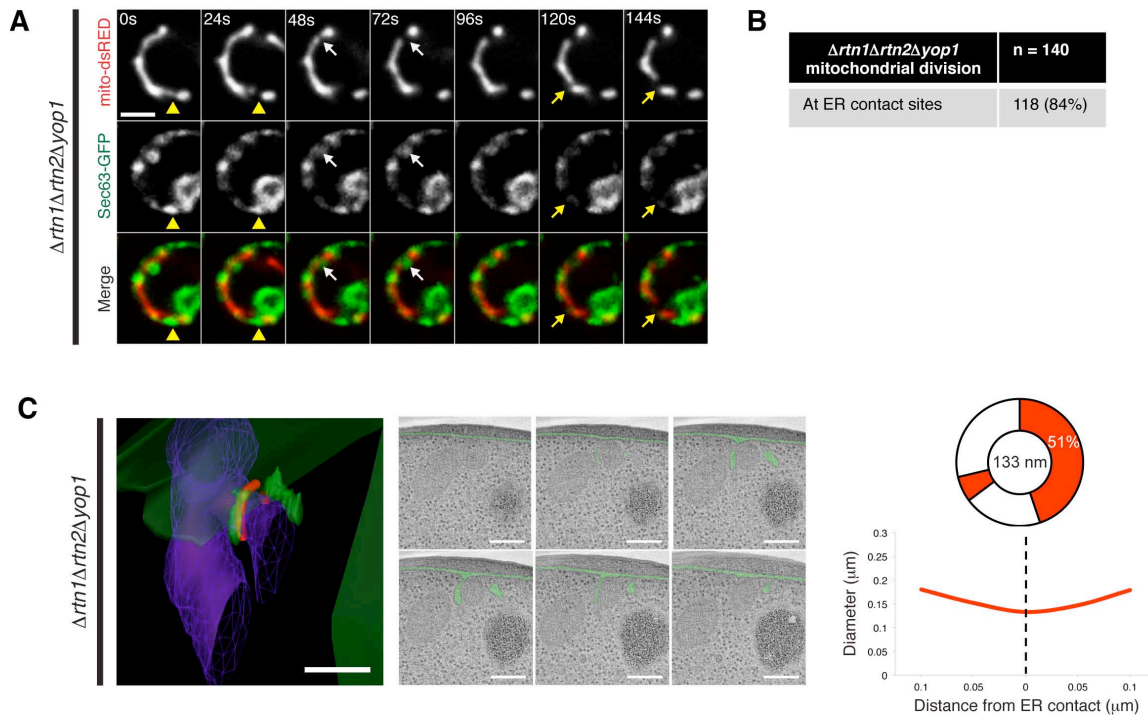 A
Δrtn1Δrtn2Δyop1
mito-dsRED
Sec63-GFP
Merge
0s
24s
48s
72s
96s
120s
144s
B
Δrtn1Δrtn2Δyop1
mitochondrial division
n = 140
At ER contact sites
118 (84%)
C
Δrtn1Δrtn2Δyop1
51%
133 nm
Diameter (μm)
0.3
0.25
0.2
0.15
0.1
0.05
0
0.1
0.05
0
0.05
0.1
Distance from ER contact (μm)